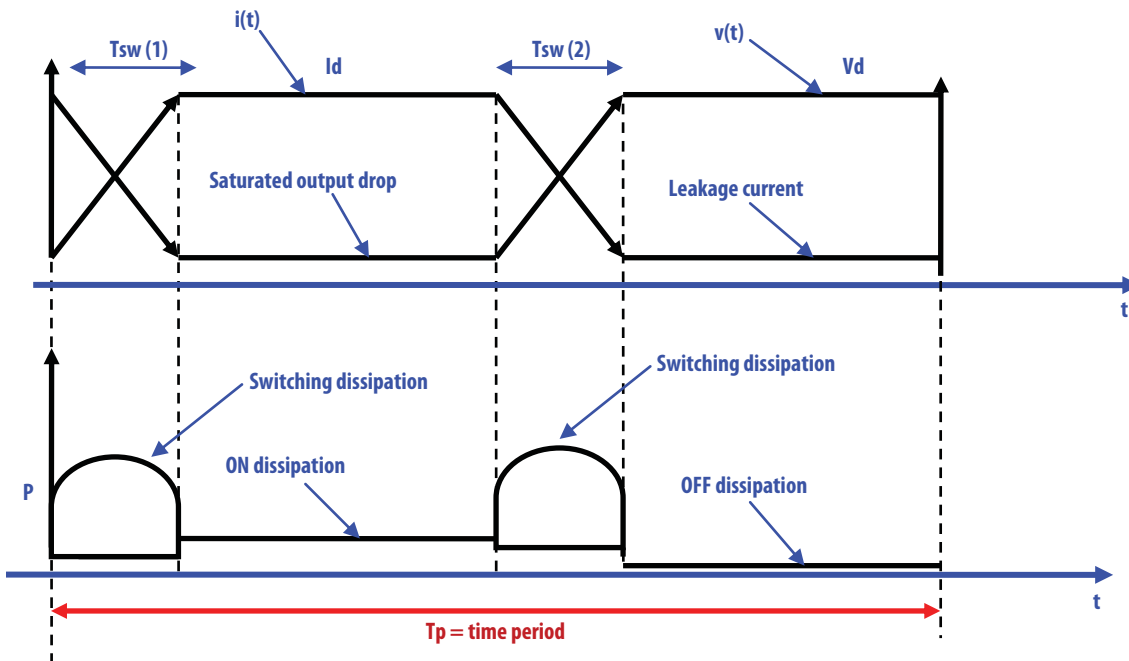 i(t)
v(t)
Tsw (1)
Id
Tsw (2)
Vd
Saturated output drop
Leakage current
t
Switching dissipation
Switching dissipation
ON dissipation
OFF dissipation
P
t
Tp = time period